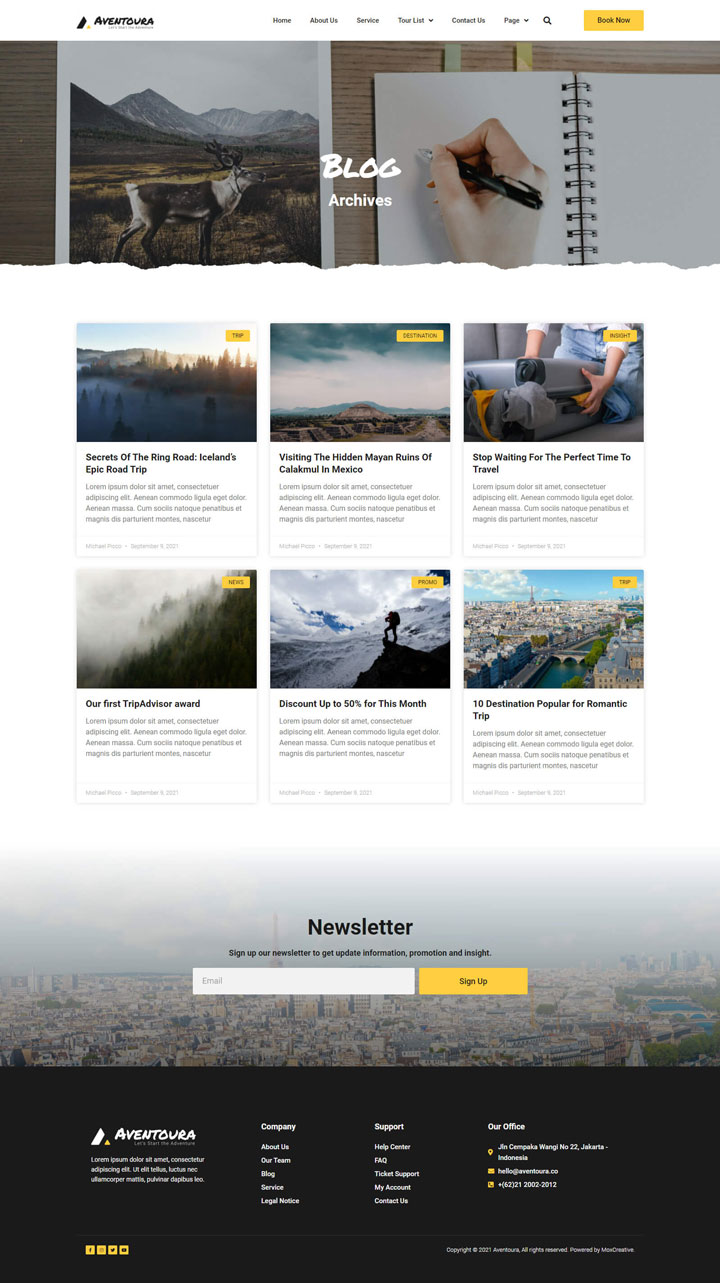 AVENTOURA
Let's Start the Adventure
Home About Us Service Tour List Contact Us Page Book Now
BLOG
Archives
TRIP DESTINATION INSIGHT
Secrets Of The Ring Road: Iceland's
Epic Road Trip
Lorem ipsum dolor sit amet, consectetuer
adipiscing elit. Aenean commodo ligula eget dolor.
Aenean massa. Cum sociis natoque penatibus et
magnis dis parturient montes, nascetur
Michael Pozzi • September 9, 2021
Visiting The Hidden Mayan Ruins Of
Calakmul In Mexico
Lorem ipsum dolor sit amet, consectetuer
adipiscing elit. Aenean commodo ligula eget dolor.
Aenean massa. Cum sociis natoque penatibus et
magnis dis parturient montes, nascetur
Michael Pozzi • September 9, 2021
Stop Waiting For The Perfect Time To
Travel
Lorem ipsum dolor sit amet, consectetuer
adipiscing elit. Aenean commodo ligula eget dolor.
Aenean massa. Cum sociis natoque penatibus et
magnis dis parturient montes, nascetur
Michael Pozzi • September 9, 2021
NEWS PROMO TRIP
Our first TripAdvisor award
Lorem ipsum dolor sit amet, consectetuer
adipiscing elit. Aenean commodo ligula eget dolor.
Aenean massa. Cum sociis natoque penatibus et
magnis dis parturient montes, nascetur
Michael Pozzi • September 9, 2021
Discount Up to 50% for This Month
Lorem ipsum dolor sit amet, consectetuer
adipiscing elit. Aenean commodo ligula eget dolor.
Aenean massa. Cum sociis natoque penatibus et
magnis dis parturient montes, nascetur
Michael Pozzi • September 9, 2021
10 Destination Popular for Romantic
Trip
Lorem ipsum dolor sit amet, consectetuer
adipiscing elit. Aenean commodo ligula eget dolor.
Aenean massa. Cum sociis natoque penatibus et
magnis dis parturient montes, nascetur
Michael Pozzi • September 9, 2021
Newsletter
Sign up our newsletter to get update information, promotion and insight.
Email Sign Up
AVENTOURA
Let's Start the Adventure
Lorem ipsum dolor sit amet, consectetur
adipiscing elit. Ut elit tellus, luctus nec
ullamcorper mattis, pulvinar dapibus leo.
Company
About Us
Our Team
Blog
Service
Legal Notice
Support
Help Center
FAQ
Ticket Support
My Account
Contact Us
Our Office
Jln Cempaka Wangi No 22, Jakarta -
Indonesia
hello@aventoura.co
+(62)21 2002-2012
Copyright © 2021 Aventoura, All rights reserved. Powered by MoxCreative.